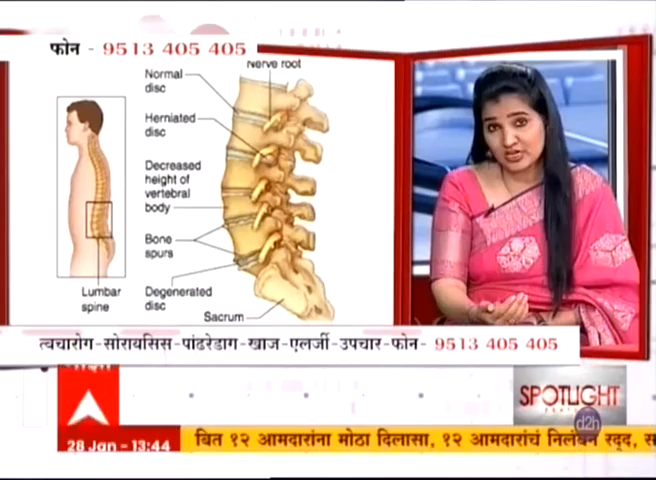 फोन - 9513 405 405
Nerve root
Normal disc
Herniated disc
Decreased height of vertebral body
Bone spurs
Degenerated disc
Lumbar spine
Sacrum
त्वचारोग-सोरायसिस-पांढरेडाग-खाज-एलर्जी-उपचार-फोन- 9513 405 405
SPOTLIGHT
d2h
28 Jan - 13:44
बित १२ आमदारांना मोठा दिलासा, १२ आमदारांचं निलंबन रद्द, स